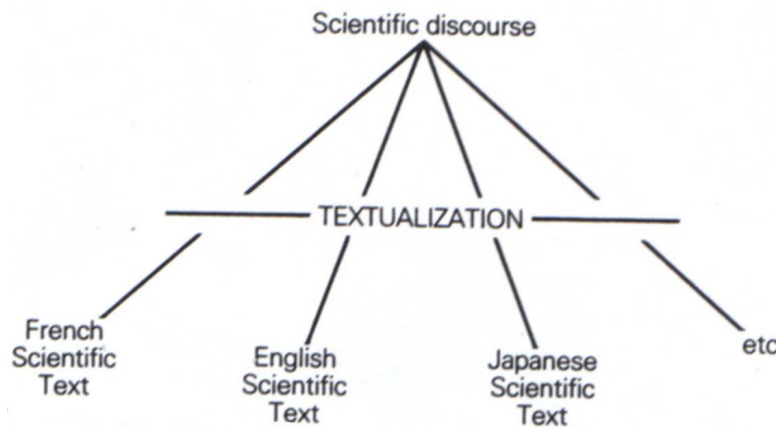 Scientific discourse
TEXTUALIZATION
French
Scientific
Text
English
Scientific
Text
Japanese
Scientific
Text
etc